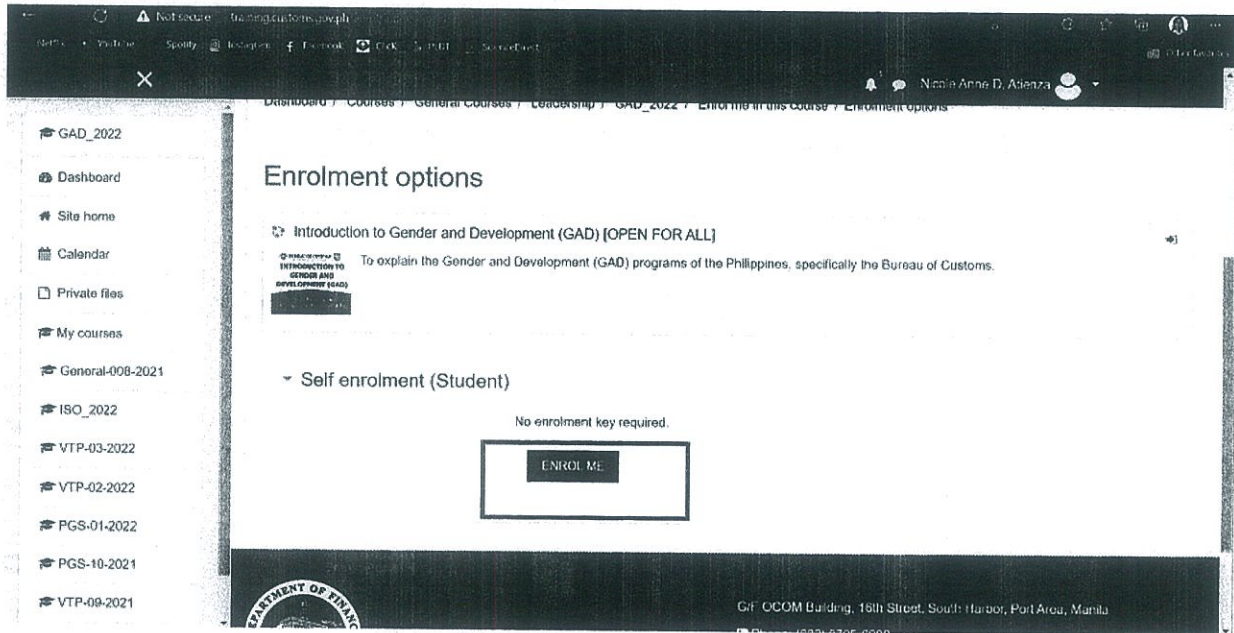 Not secure training.customs.gov.ph
Netflix YouTube Spotify Instagram Facebook Click ScienceDirect
Other favorites
Nicole Anne D. Atienza
Dashboard / Courses / General Courses / Leadership / GAD_2022 / Enrol me in this course / Enrolment options
GAD_2022
Dashboard
Site home
Calendar
Private files
My courses
General-008-2021
ISO_2022
VTP-03-2022
VTP-02-2022
PGS-01-2022
PGS-10-2021
VTP-09-2021
Enrolment options
Introduction to Gender and Development (GAD) [OPEN FOR ALL]
INTRODUCTION TO
GENDER AND
DEVELOPMENT (GAD)
To explain the Gender and Development (GAD) programs of the Philippines, specifically the Bureau of Customs.
Self enrolment (Student)
No enrolment key required.
ENROL ME
G/F OCOM Building, 16th Street, South Harbor, Port Area, Manila